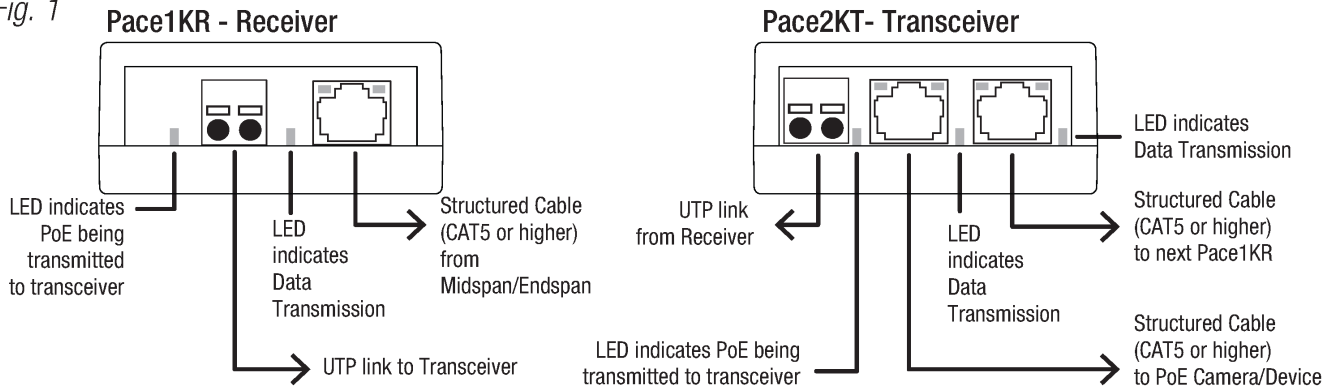 Fig. 1
Pace1KR - Receiver
LED indicates
PoE being
transmitted
to transceiver
LED
indicates
Data
Transmission
Structured Cable
(CAT5 or higher)
from
Midspan/Endspan
UTP link to Transceiver
Pace2KT- Transceiver
LED indicates
Data Transmission
UTP link
from Receiver
LED
indicates
Data
Transmission
Structured Cable
(CAT5 or higher)
to next Pace1KR
LED indicates PoE being
transmitted to transceiver
Structured Cable
(CAT5 or higher)
to PoE Camera/Device